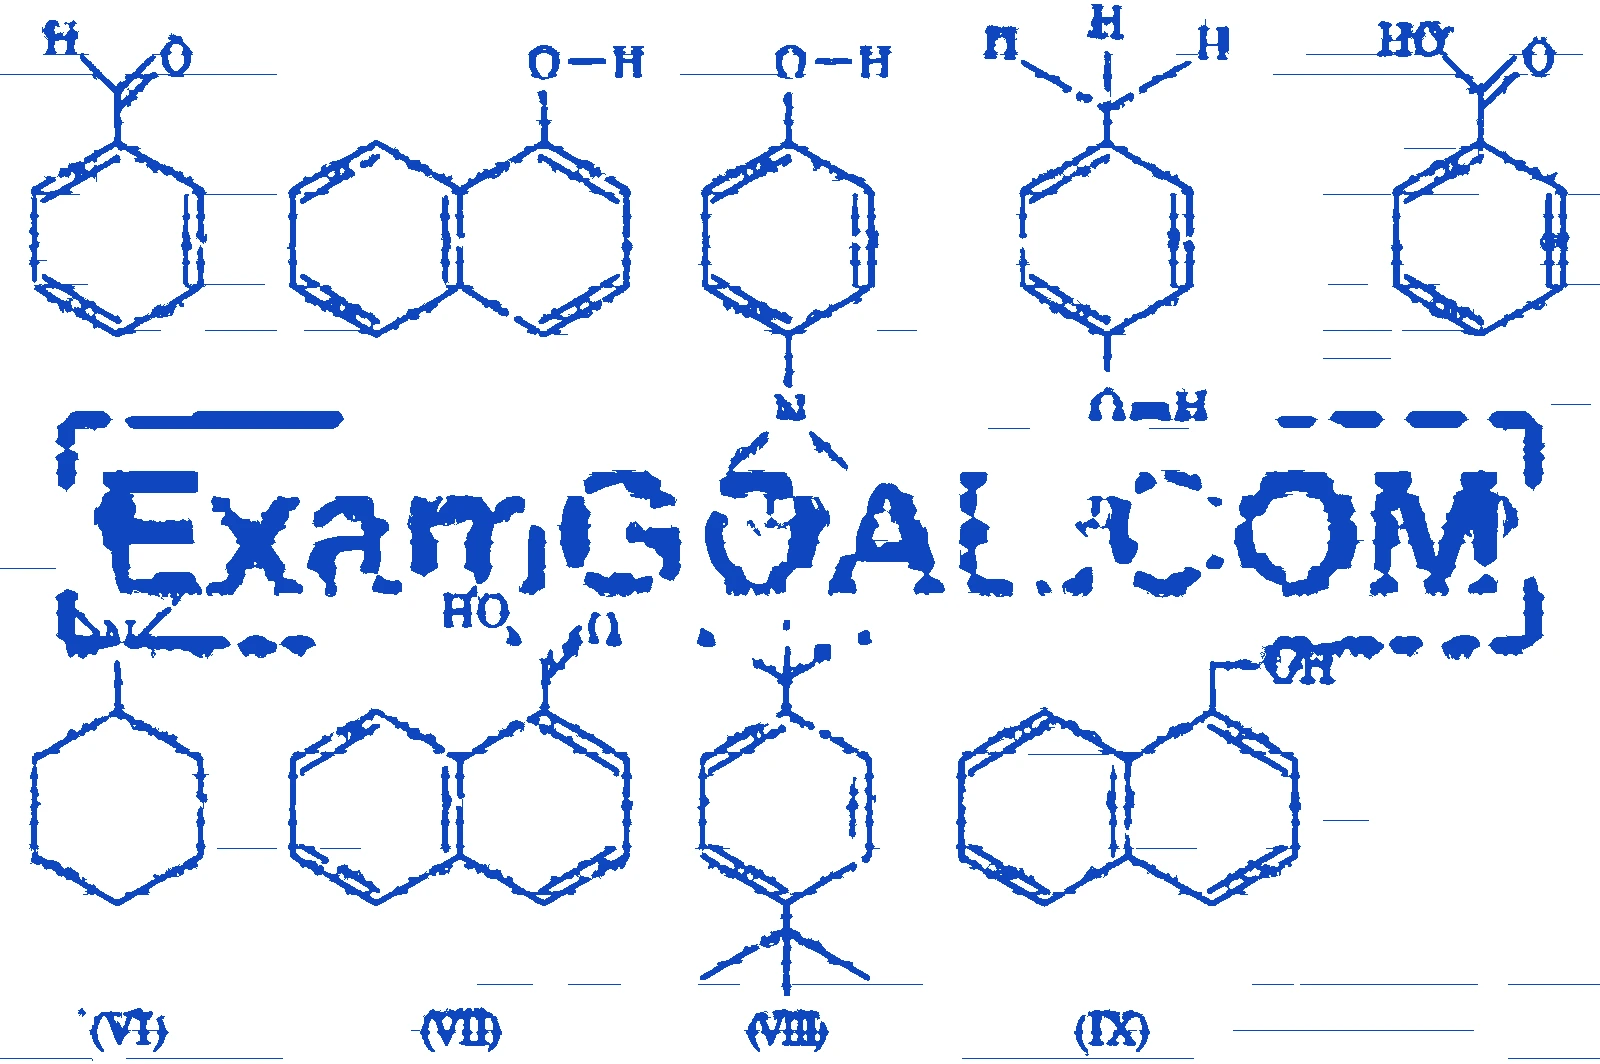 H O O-H O-H H H H HO O
N O-H
ExamGOAL.COM
N HO O OH
(VI) (VII) (VIII) (IX)